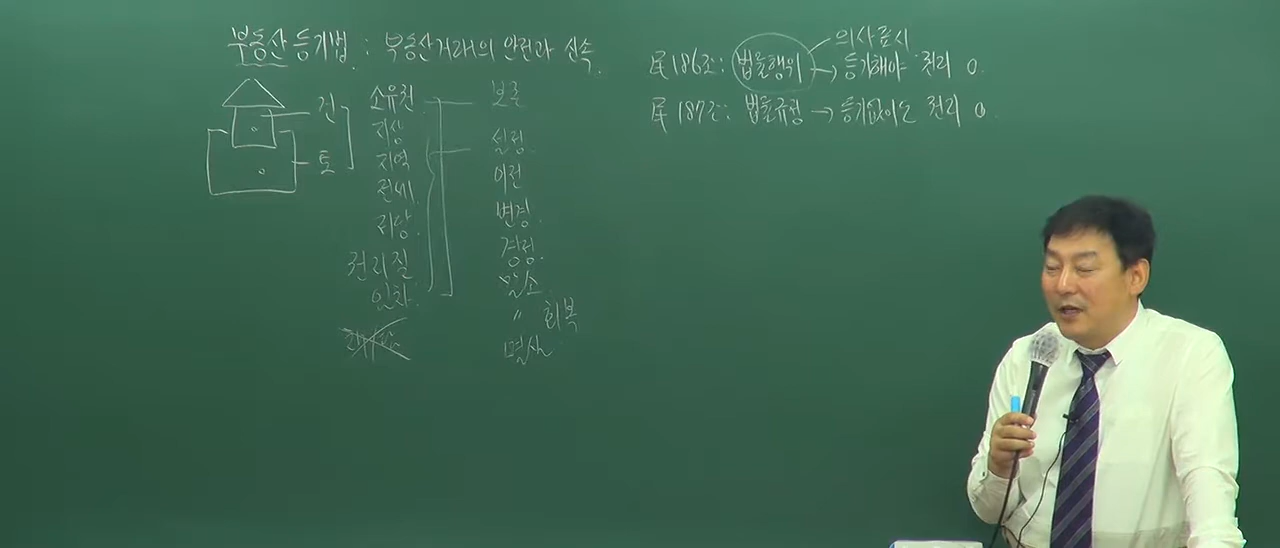 부동산 등기법 : 부동산거래의 안전과 신속.
건
토
소유권
지상
지역
전세
저당
권리질
임차
보존
설정
이전
변경
경정
말소
〃 회복
멸실
의사표시
民186조: 법률행위 → 등기해야 권리 O.
民187조: 법률규정 → 등기없이도 권리 O.